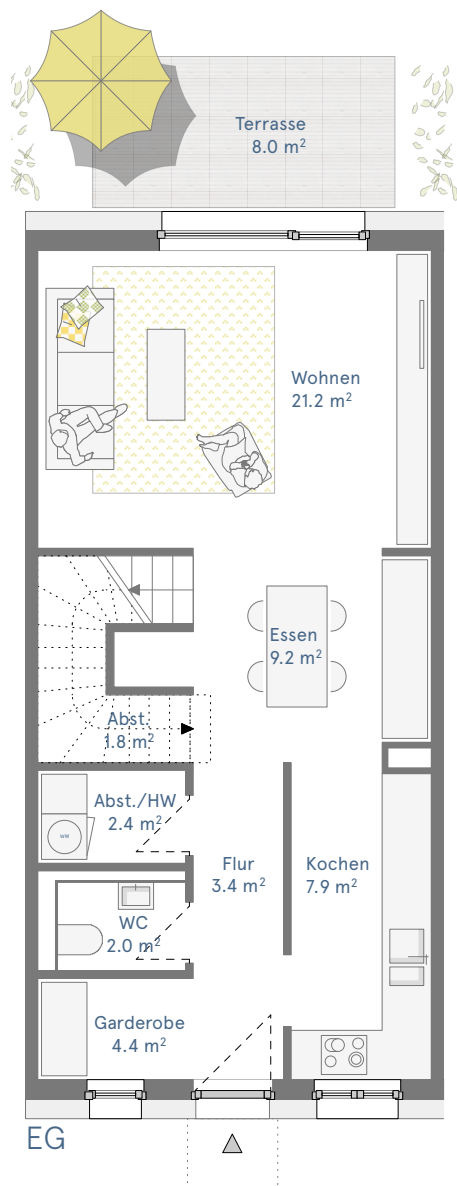 Terrasse
8.0 m²
Wohnen
21.2 m²
Essen
9.2 m²
Abst.
1.8 m²
Abst./HW
2.4 m²
WM
Flur
3.4 m²
Kochen
7.9 m²
WC
2.0 m²
Garderobe
4.4 m²
EG